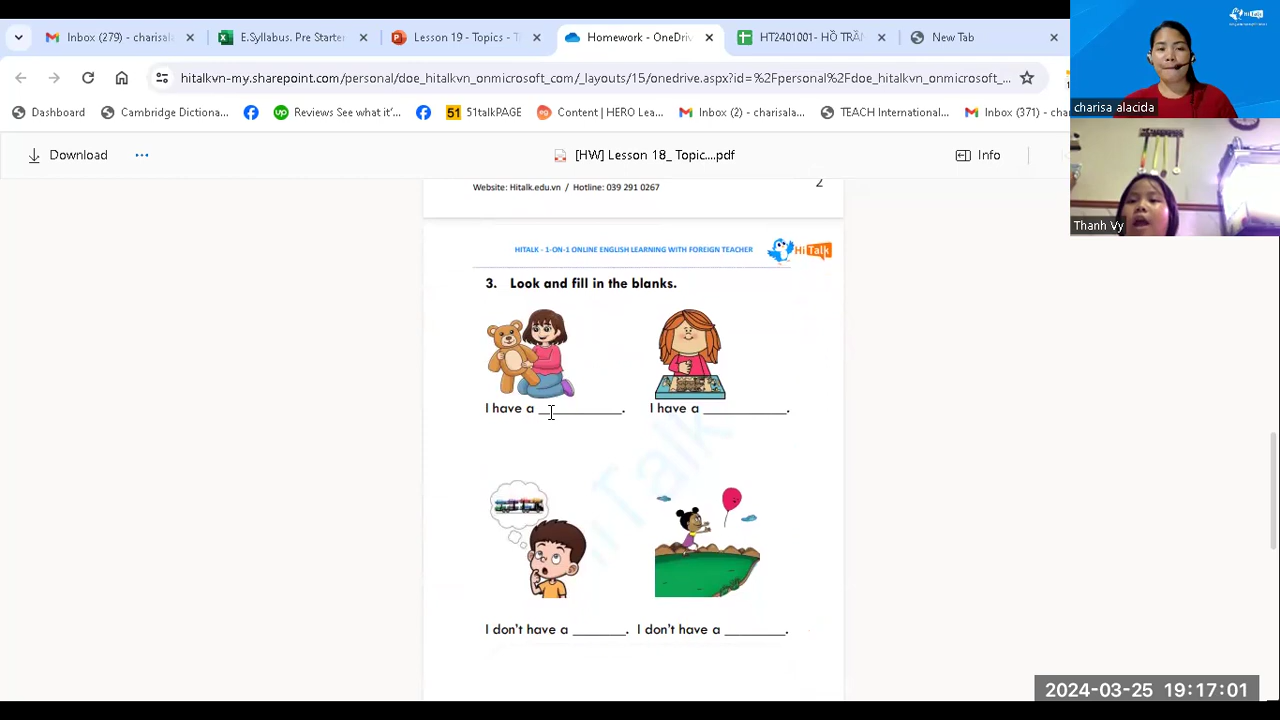 Inbox (279) - charisal
E.Syllabus. Pre Starter
Lesson 19 - Topics - T
Homework - OneDriv
HT2401001- HỒ TRẦN
New Tab
hitalkvn-my.sharepoint.com/personal/doe_hitalkvn_onmicrosoft_com/_layouts/15/onedrive.aspx?id=%2Fpersonal%2Fdoe_hitalkvn_onmicrosoft_...
Dashboard
Cambridge Dictiona...
Reviews See what it's...
51talkPAGE
Content | HERO Lea...
Inbox (2) - charisala...
TEACH International...
Inbox (371) - cha
Download
[HW] Lesson 18_ Topic....pdf
Info
Website: Hitalk.edu.vn / Hotline: 039 291 0267
2
HITALK - 1-ON-1 ONLINE ENGLISH LEARNING WITH FOREIGN TEACHER
HiTalk
3. Look and fill in the blanks.
I have a ____________. I have a ____________.
I don't have a ________. I don't have a _________.
HiTalk
charisa alacida
Thanh Vy
2024-03-25 19:17:01